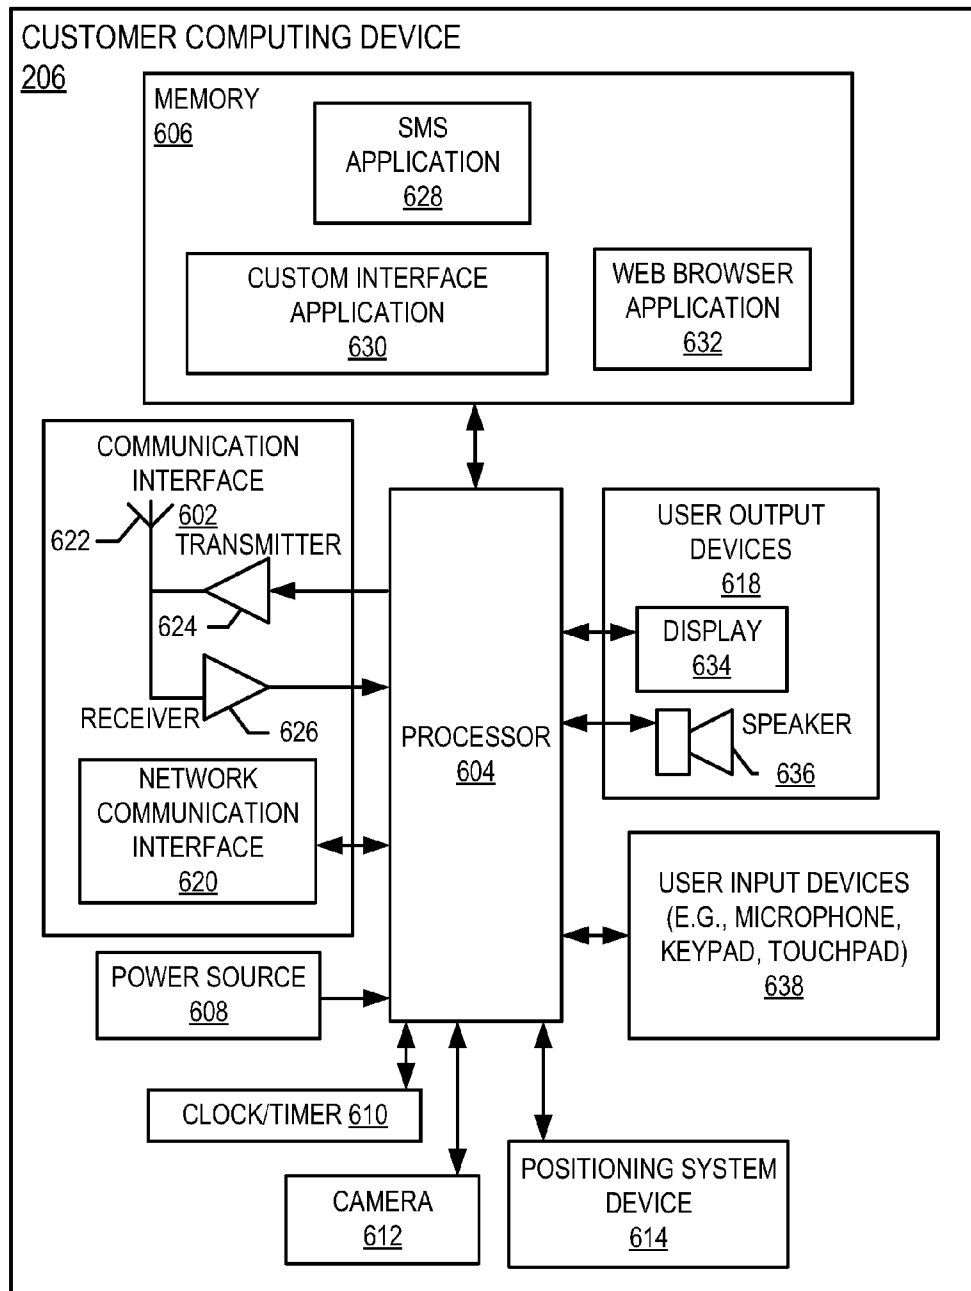 CUSTOMER COMPUTING DEVICE
206
MEMORY
606
SMS
APPLICATION
628
CUSTOM INTERFACE
APPLICATION
630
WEB BROWSER
APPLICATION
632
COMMUNICATION
INTERFACE
602
622
TRANSMITTER
624
RECEIVER
626
NETWORK
COMMUNICATION
INTERFACE
620
PROCESSOR
604
USER OUTPUT
DEVICES
618
DISPLAY
634
SPEAKER
636
USER INPUT DEVICES
(E.G., MICROPHONE,
KEYPAD, TOUCHPAD)
638
POWER SOURCE
608
CLOCK/TIMER 610
CAMERA
612
POSITIONING SYSTEM
DEVICE
614